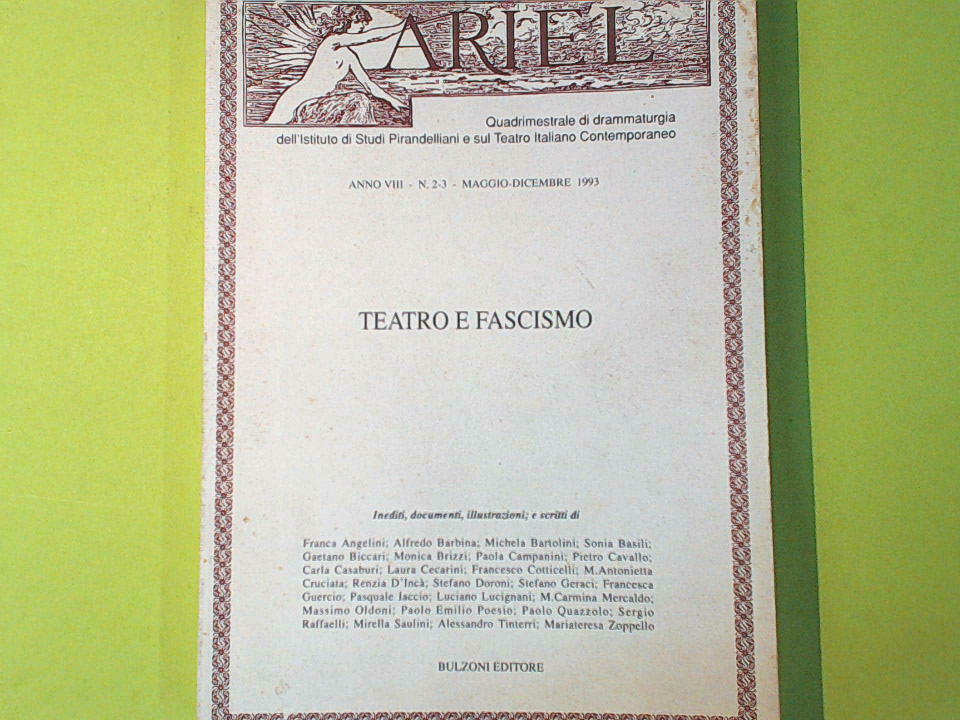 ARIEL
Quadrimestrale di drammaturgia
dell'Istituto di Studi Pirandelliani e sul Teatro Italiano Contemporaneo
ANNO VIII - N. 2-3 - MAGGIO-DICEMBRE 1993
TEATRO E FASCISMO
Inediti, documenti, illustrazioni; e scritti di
Franca Angelini; Alfredo Barbina; Michela Bartolini; Sonia Basili;
Gaetano Biccari; Monica Brizzi; Paola Campanini; Pietro Cavallo;
Carla Casaburi; Laura Cecarini; Francesco Cotticelli; M.Antonietta
Cruciata; Renzia D'Incà; Stefano Doroni; Stefano Geraci; Francesca
Guercio; Pasquale Iaccio; Luciano Lucignani; M.Carmina Mercaldo;
Massimo Oldoni; Paolo Emilio Poesio; Paolo Quazzolo; Sergio
Raffaelli; Mirella Saulini; Alessandro Tinterri; Mariateresa Zoppello
BULZONI EDITORE